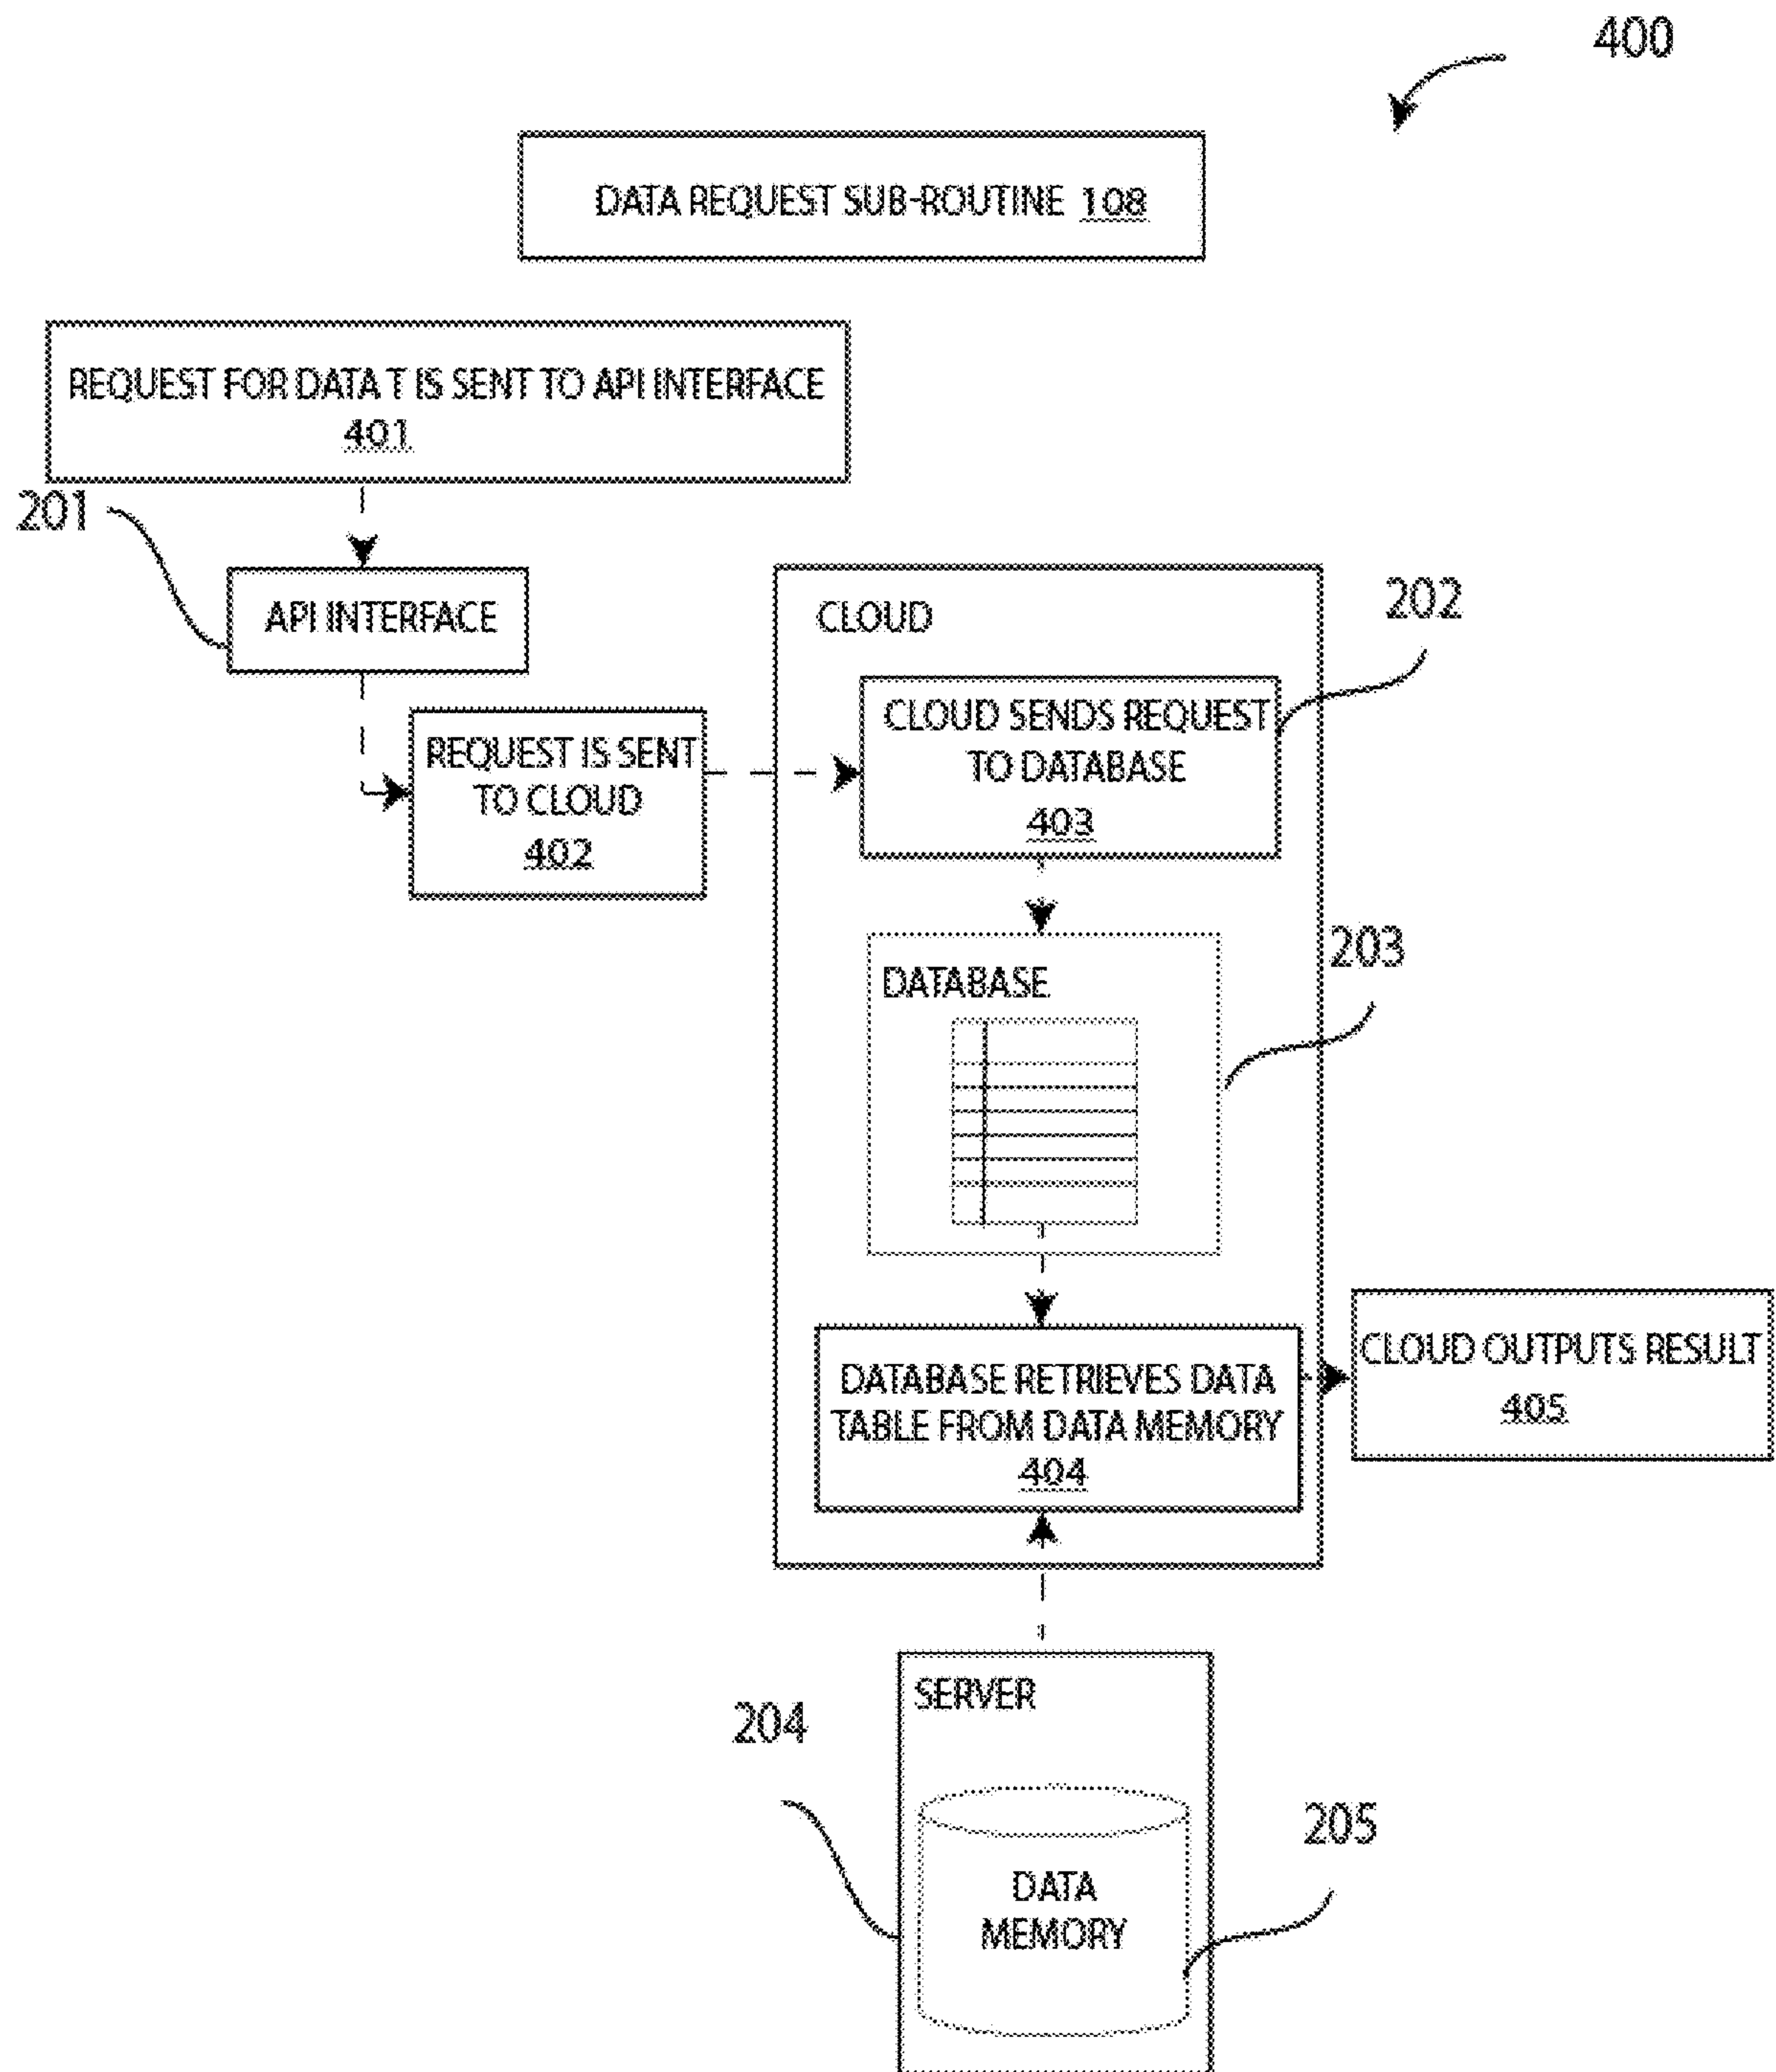 400
DATA REQUEST SUB-ROUTINE 108
REQUEST FOR DATA T IS SENT TO API INTERFACE
401
201
API INTERFACE
REQUEST IS SENT
TO CLOUD
402
CLOUD
202
CLOUD SENDS REQUEST
TO DATABASE
403
203
DATABASE
DATABASE RETRIEVES DATA
TABLE FROM DATA MEMORY
404
CLOUD OUTPUTS RESULT
405
SERVER
204
205
DATA
MEMORY